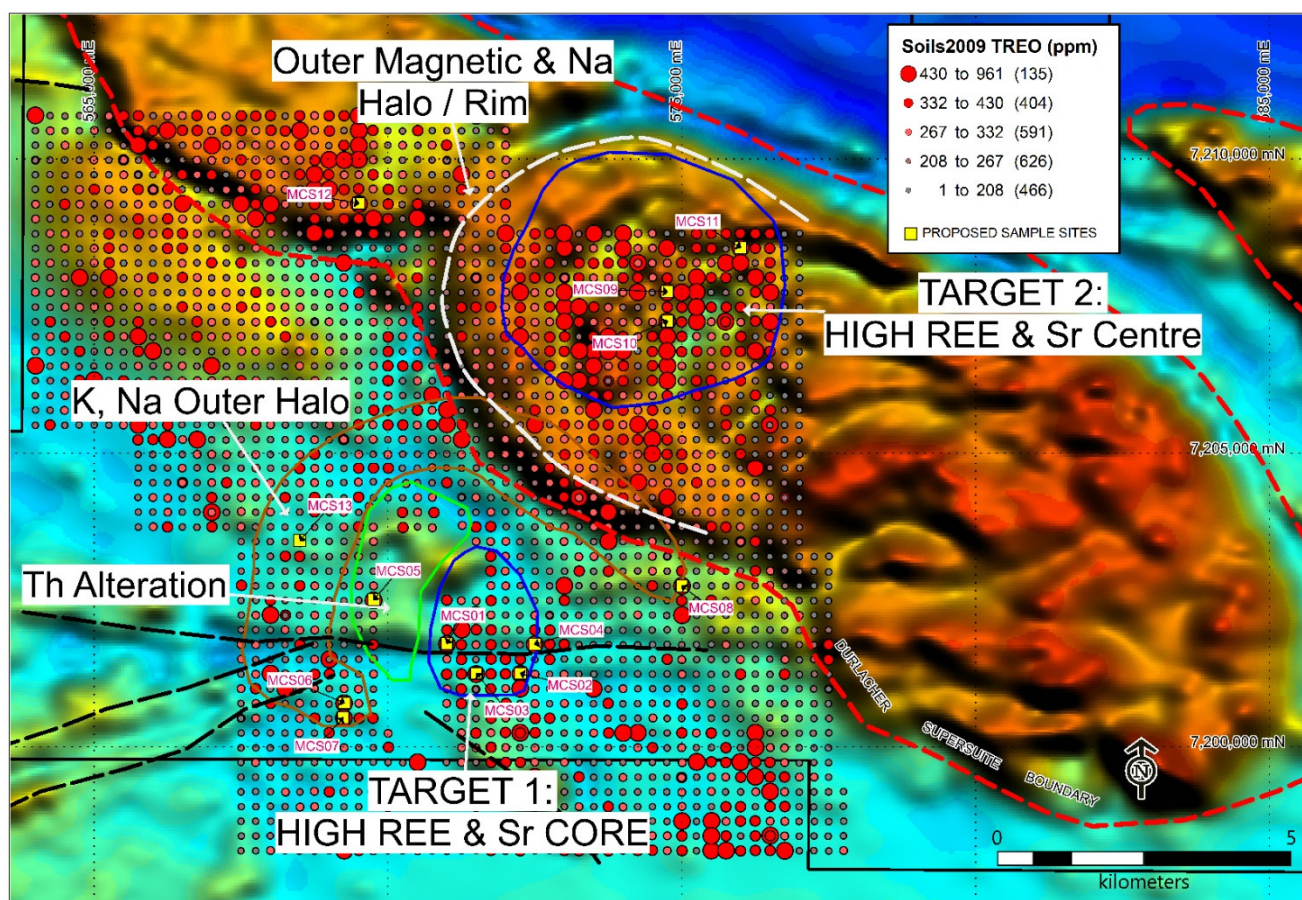 Outer Magnetic & Na
Halo / Rim
565,000 mE
575,000 mE
585,000 mE
Soils2009 TREO (ppm)
430 to 961 (135)
332 to 430 (404)
267 to 332 (591)
208 to 267 (626)
1 to 208 (466)
PROPOSED SAMPLE SITES
7,210,000 mN
MCS12
MCS11
MCS09
MCS10
TARGET 2:
HIGH REE & Sr Centre
K, Na Outer Halo
7,205,000 mN
MCS13
Th Alteration
MCS05
MCS08
MCS01
MCS04
MCS06
MCS02
MCS03
MCS07
DURLACHER
SUPERSUITE
BOUNDARY
7,200,000 mN
TARGET 1:
HIGH REE & Sr CORE
N
0
5
kilometers